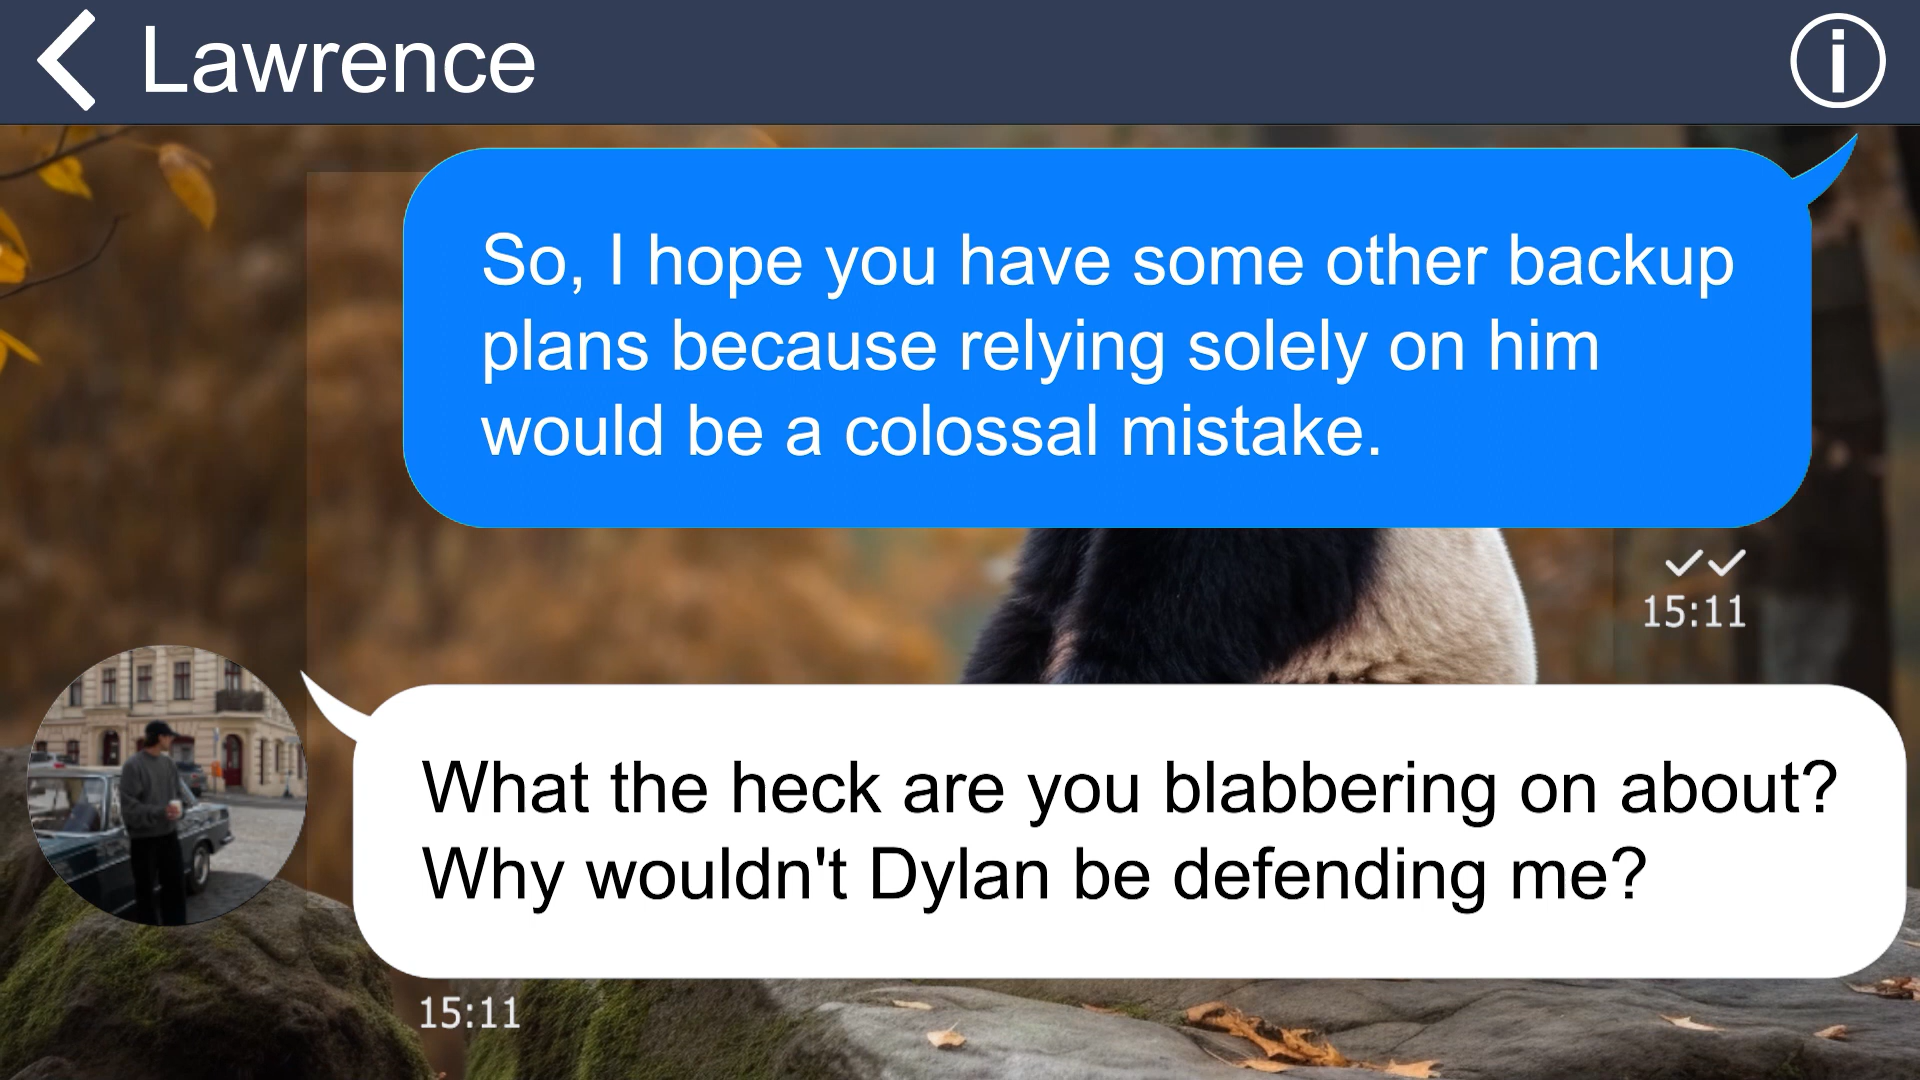 Lawrence
So, I hope you have some other backup
plans because relying solely on him
would be a colossal mistake.
15:11
What the heck are you blabbering on about?
Why wouldn't Dylan be defending me?
15:11